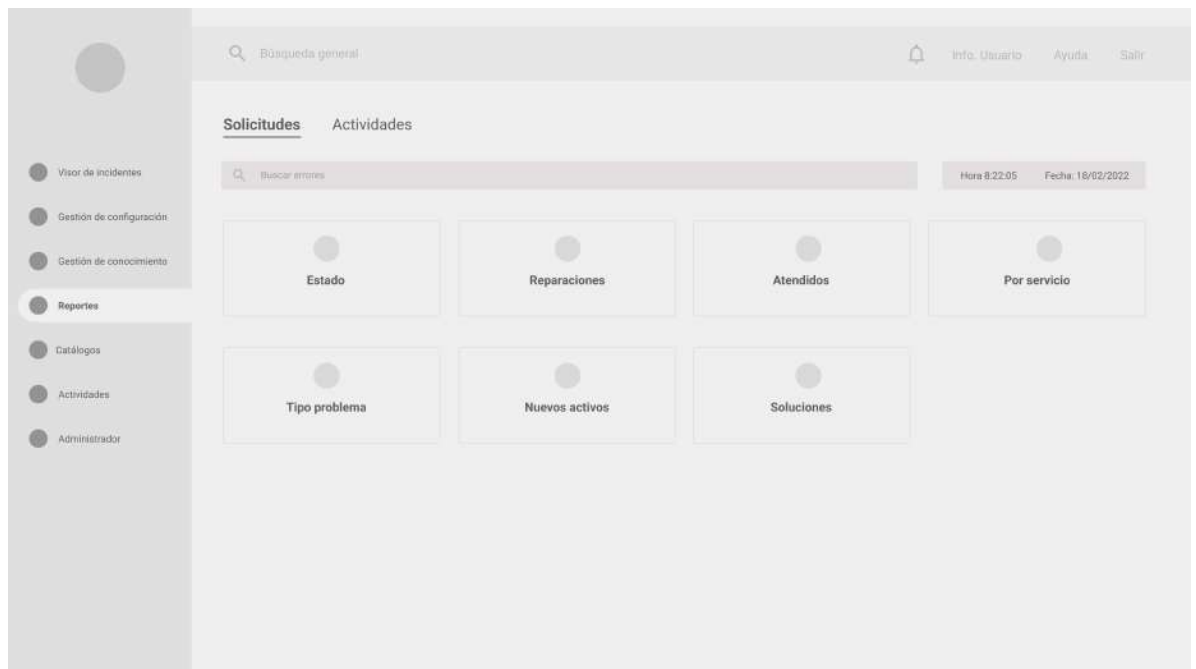 Búsqueda general
Info. Usuario
Ayuda
Salir
Visor de incidentes
Gestión de configuración
Gestión de conocimiento
Reportes
Catálogos
Actividades
Administrador
Solicitudes
Actividades
Buscar errores
Hora 8:22:05
Fecha: 18/02/2022
Estado
Reparaciones
Atendidos
Por servicio
Tipo problema
Nuevos activos
Soluciones